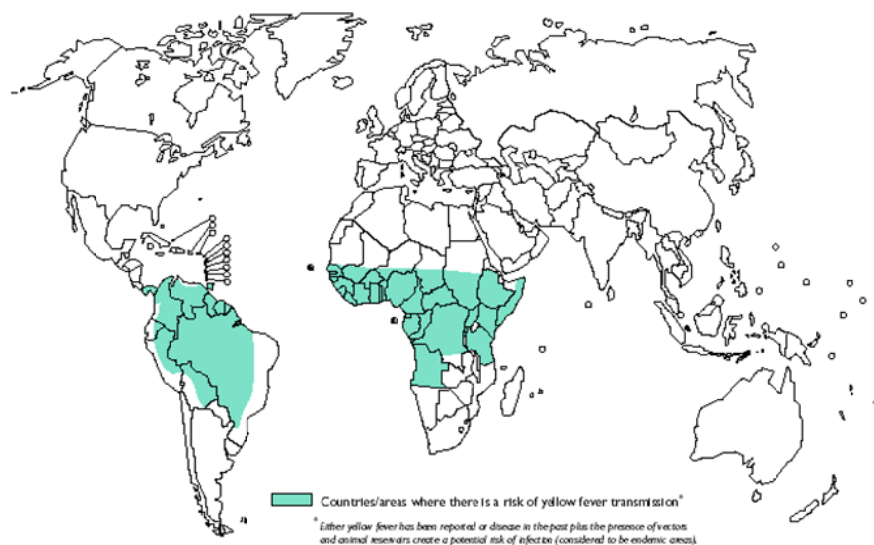 Countries/areas where there is a risk of yellow fever transmission*
* Either yellow fever has been reported or disease in the past plus the presence of vectors
and animal reservoirs create a potential risk of infection (considered to be endemic areas).